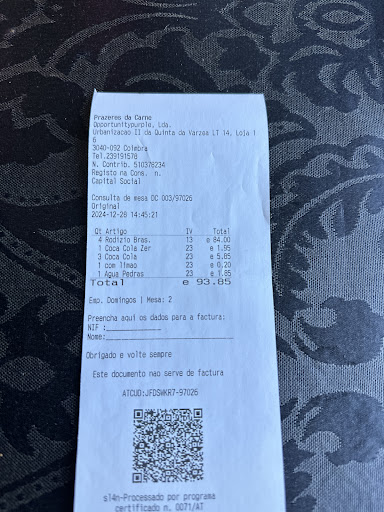 Prazeres da Carne
Opportunitypurple, Lda.
Urbanizacao II da Quinta da Varzea LT 14, Loja 1
6
3040-092 Coimbra
Tel.239191578
N. Contrib. 510378234
Registo na Cons. n.
Capital Social
Consulta de mesa DC 003/97026
Original
2024-12-28 14:45:21
Qt Artigo IV Total
4 Rodizio Bras. 13 e 84.00
1 Coca Cola Zer 23 e 1.95
3 Coca Cola 23 e 5.85
1 com limao 23 e 0.20
1 Agua Pedras 23 e 1.85
Total e 93.85
Emp. Domingos | Mesa: 2
Preencha aqui os dados para a factura:
NIF :
Nome:
Obrigado e volte sempre
Este documento nao serve de factura
ATCUD:JFDSWKR7-97026
sl4n-Processado por programa
certificado n. 0071/AT